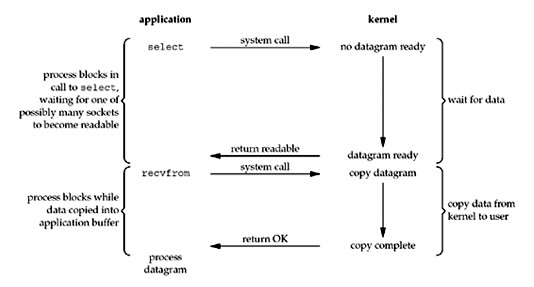 application kernel
select system call no datagram ready
process blocks in
call to select,
waiting for one of
possibly many sockets
to become readable
wait for data
return readable datagram ready
recvfrom system call copy datagram
process blocks while
data copied into
application buffer
copy data from
kernel to user
return OK copy complete
process
datagram